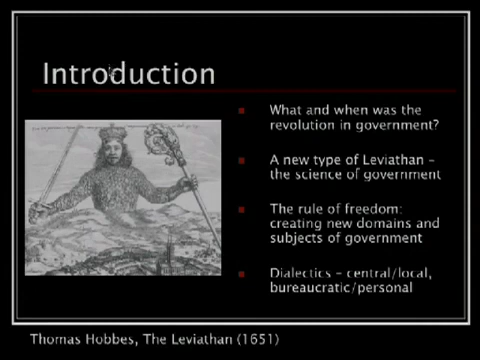 Introduction
What and when was the
revolution in government?
A new type of Leviathan –
the science of government
The rule of freedom:
creating new domains and
subjects of government
Dialectics – central/local,
bureaucratic/personal
Thomas Hobbes, The Leviathan (1651)